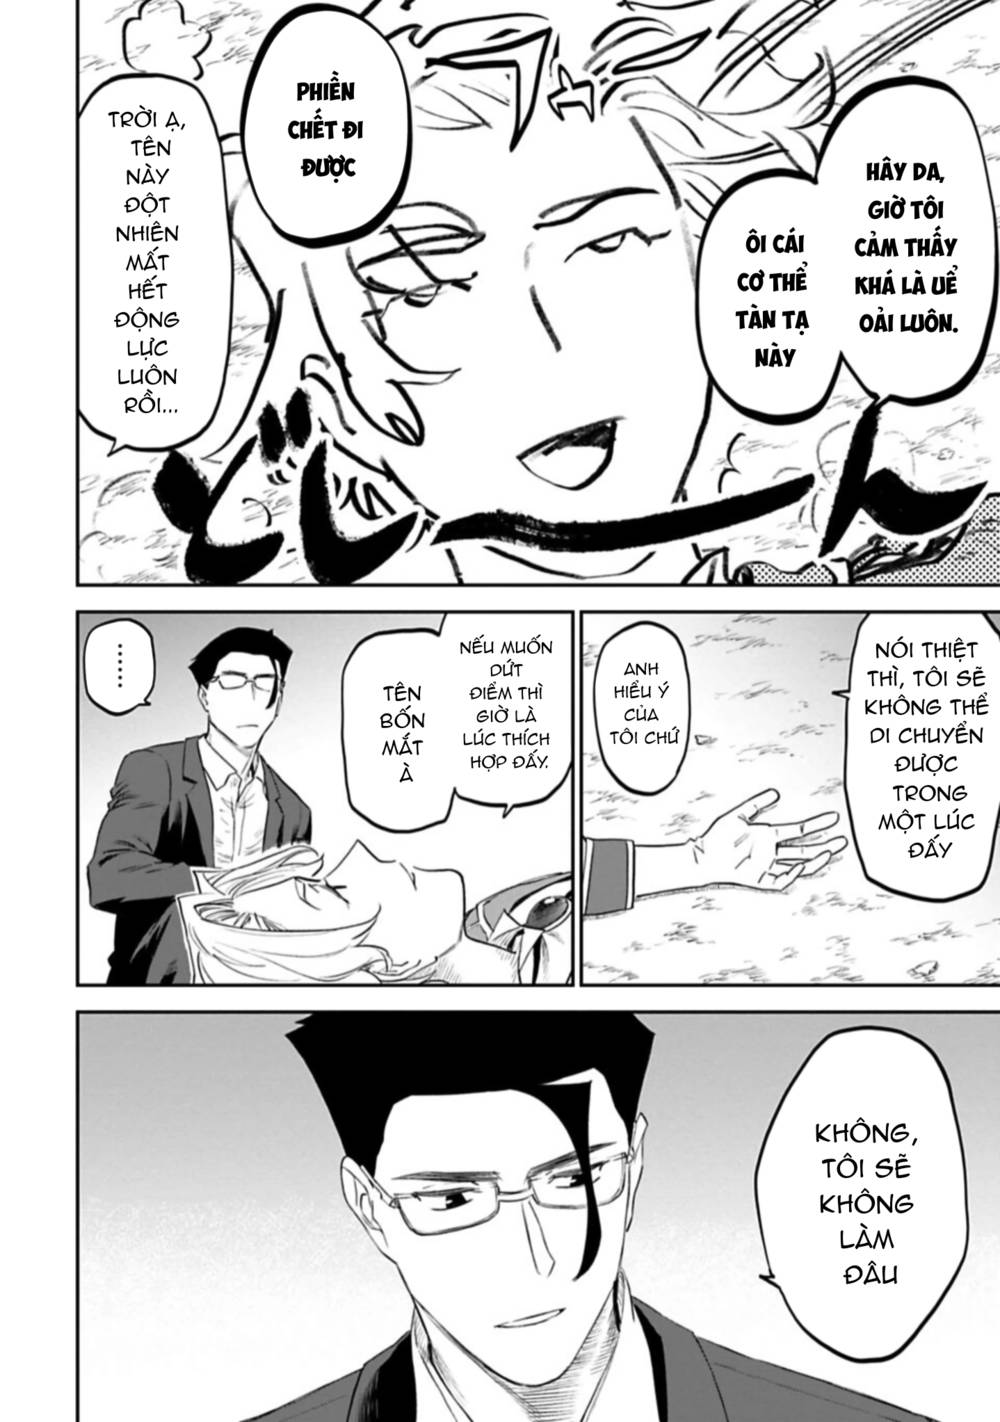 HÂY DA,
GIỜ TÔI
CẢM THẤY
KHÁ LÀ UỂ
OẢI LUÔN.
ÔI CÁI
CƠ THỂ
TÀN TẠ
NÀY
PHIỀN
CHẾT ĐI
ĐƯỢC
TRỜI Ạ,
TÊN
NÀY
ĐỘT
NHIÊN
MẤT
HẾT
ĐỘNG
LỰC
LUÔN
RỒI...
NÓI THIỆT
THÌ, TÔI SẼ
KHÔNG THỂ
DI CHUYỂN
ĐƯỢC
TRONG
MỘT LÚC
ĐẤY
ANH
HIỂU Ý
CỦA
TÔI CHỨ
NẾU MUỐN
DỨT
ĐIỂM THÌ
GIỜ LÀ
LÚC THÍCH
HỢP ĐẤY.
TÊN
BỐN
MẮT
À
........
KHÔNG,
TÔI SẼ
KHÔNG
LÀM
ĐÂU